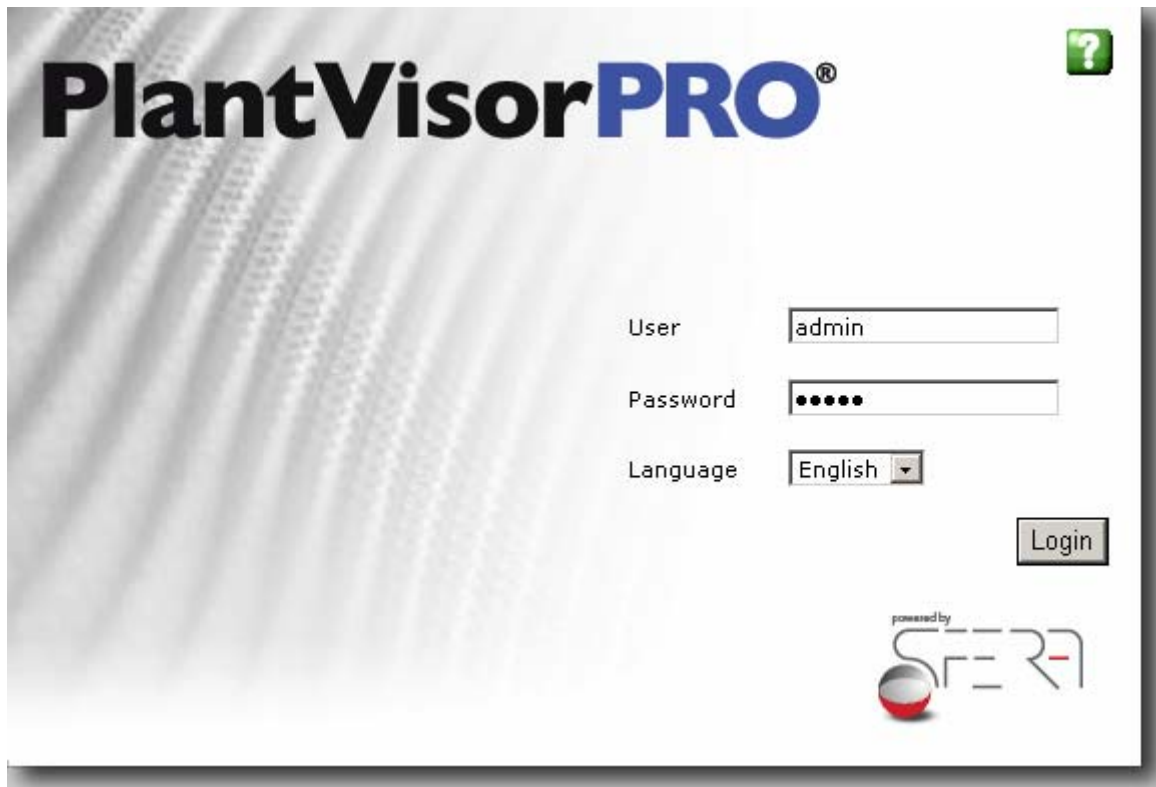 PlantVisorPRO®
?
User admin
Password •••••
Language English
Login
powered by
SFERA